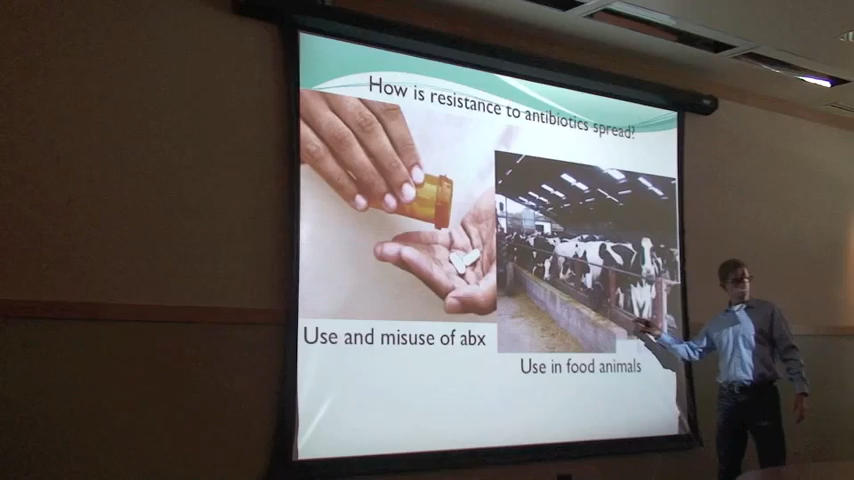 How is resistance to antibiotics spread?
Use and misuse of abx
Use in food animals